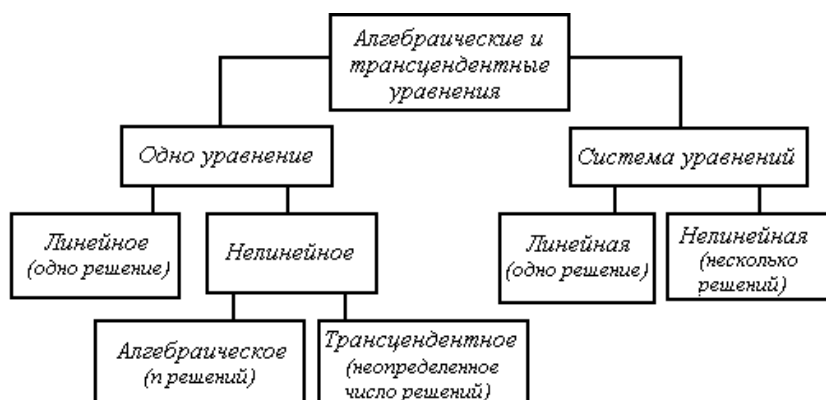 Алгебраические и
трансцендентные
уравнения
Одно уравнение
Система уравнений
Линейное
(одно решение)
Нелинейное
Линейная
(одно решение)
Нелинейная
(несколько
решений)
Алгебраическое
(n решений)
Трансцендентное
(неопределенное
число решений)